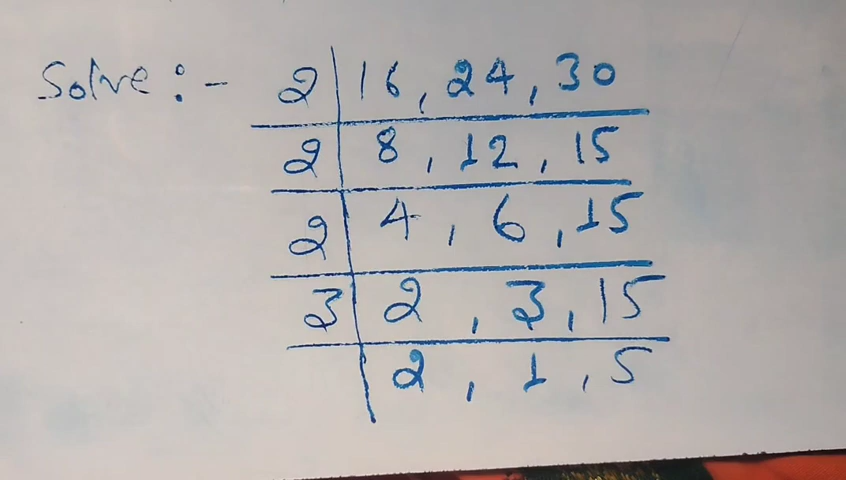 Solve :- 2 | 16, 24, 30
2 | 8, 12, 15
2 | 4, 6, 15
3 | 2, 3, 15
| 2, 1, 5